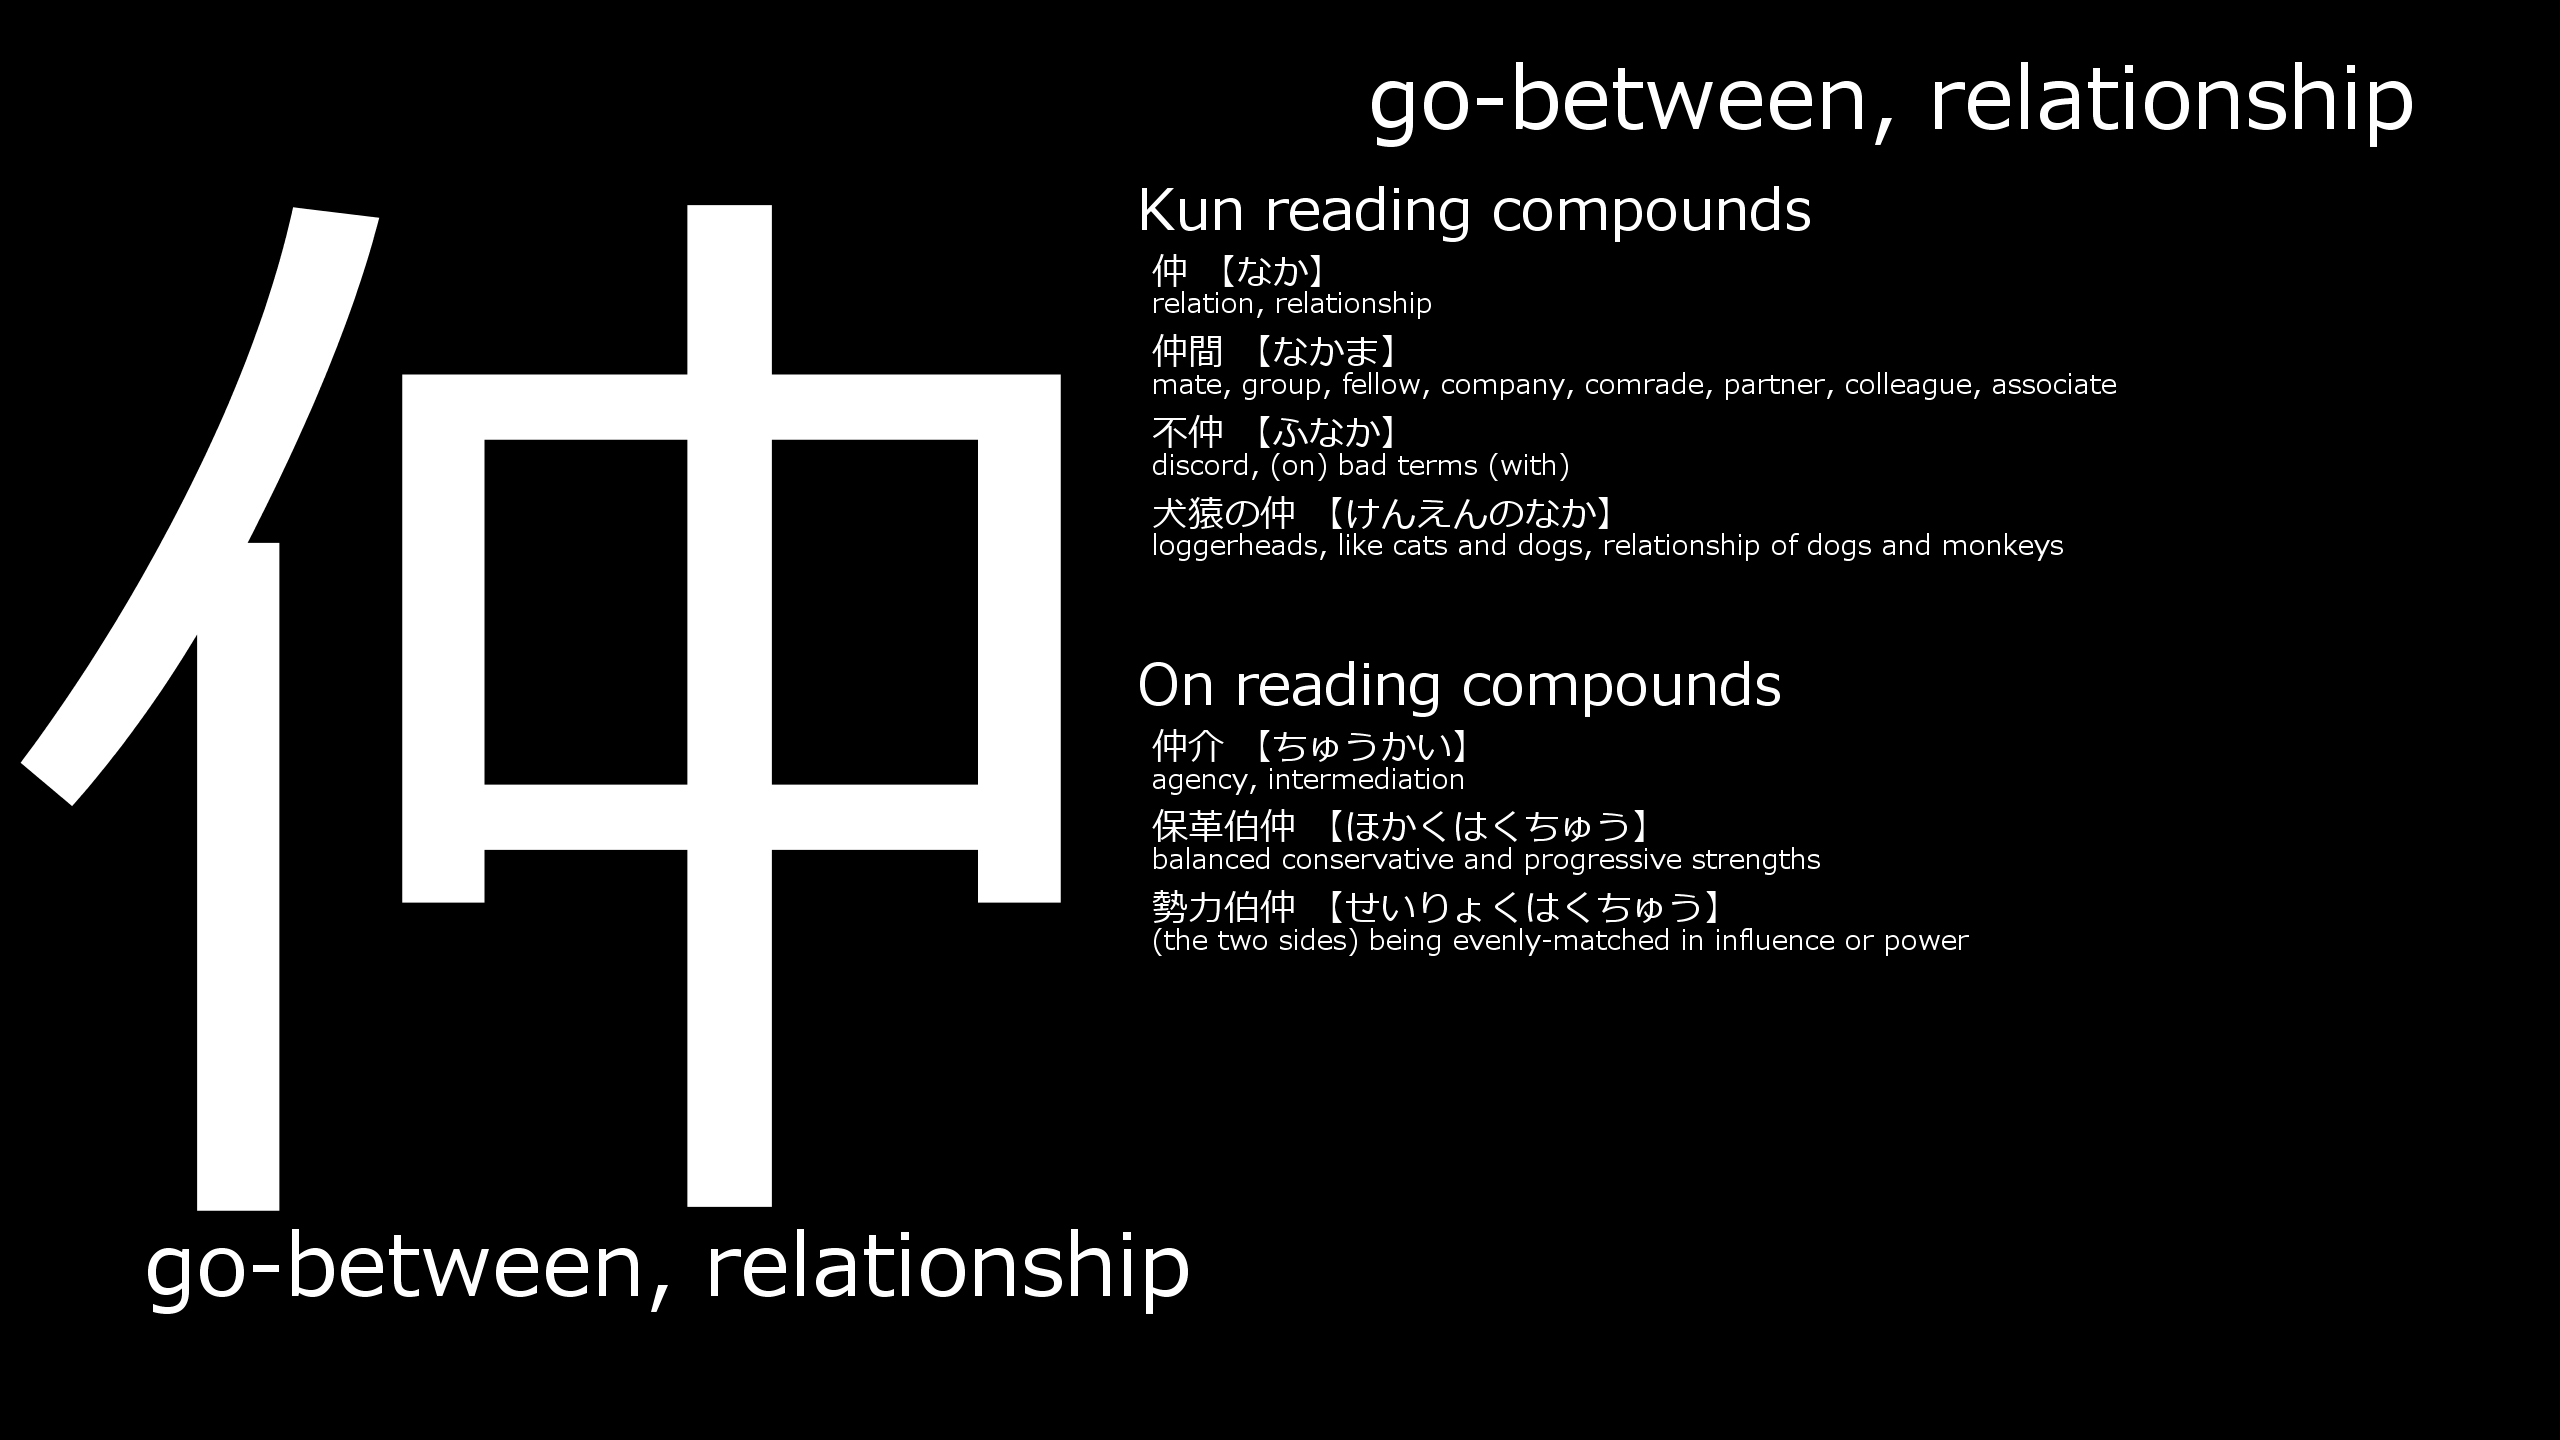 仲
go-between, relationship
go-between, relationship
Kun reading compounds
仲 【なか】
relation, relationship
仲間 【なかま】
mate, group, fellow, company, comrade, partner, colleague, associate
不仲 【ふなか】
discord, (on) bad terms (with)
犬猿の仲 【けんえんのなか】
loggerheads, like cats and dogs, relationship of dogs and monkeys
On reading compounds
仲介 【ちゅうかい】
agency, intermediation
保革伯仲 【ほかくはくちゅう】
balanced conservative and progressive strengths
勢力伯仲 【せいりょくはくちゅう】
(the two sides) being evenly-matched in influence or power